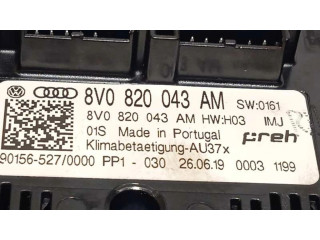 8V0 820 043 AM SW:0161
8V0 820 043 AM HW:H03 IMJ
01S Made in Portugal preh
Klimabetaetigung-AU37x
90156-527/0000 PP1 - 030 26.06.19 0003 1199